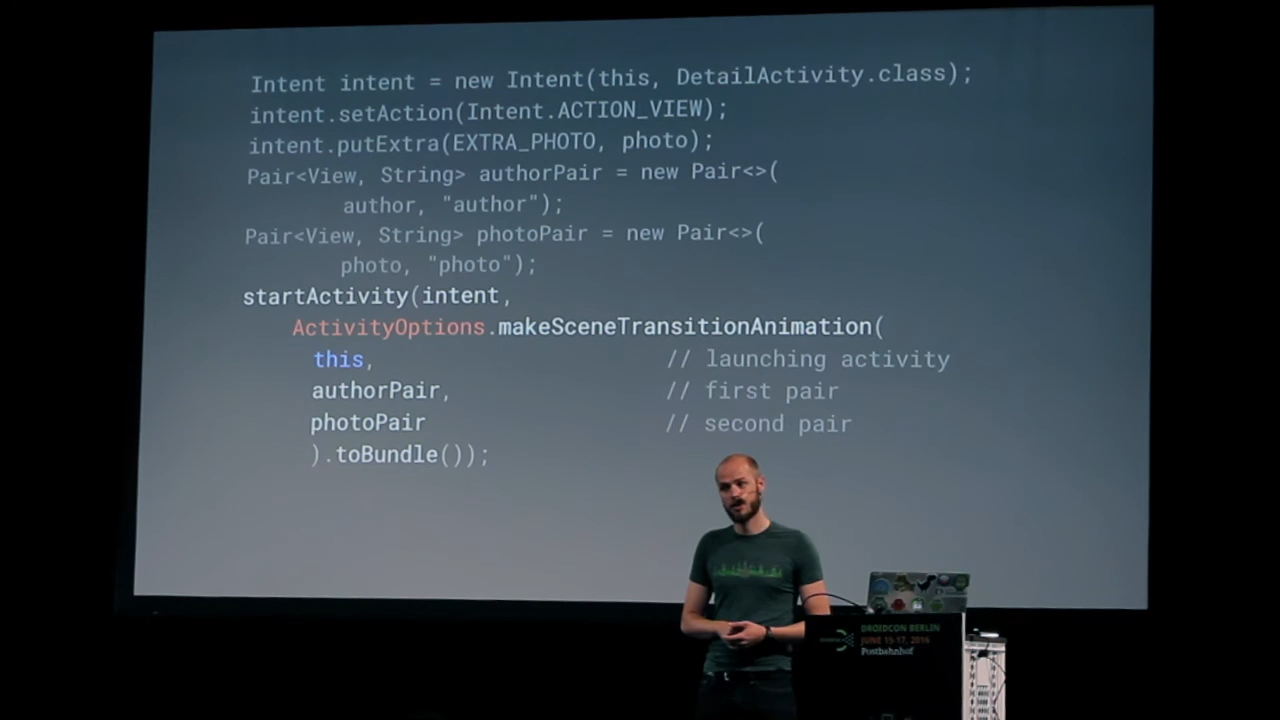 Intent intent = new Intent(this, DetailActivity.class);
intent.setAction(Intent.ACTION_VIEW);
intent.putExtra(EXTRA_PHOTO, photo);
Pair<View, String> authorPair = new Pair<>(
author, "author");
Pair<View, String> photoPair = new Pair<>(
photo, "photo");
startActivity(intent,
ActivityOptions.makeSceneTransitionAnimation(
this, // launching activity
authorPair, // first pair
photoPair // second pair
).toBundle());
DROIDCON BERLIN
JUNE 15-17, 2016
Postbahnhof